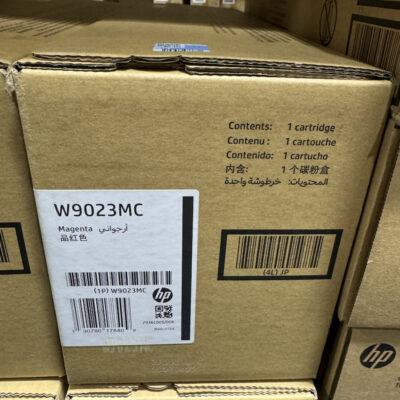 Contents: 1 cartridge
Contenu : 1 cartouche
Contenido: 1 cartucho
内含: 1 个碳粉盒
المحتويات: خرطوشة واحدة
W9023MC
Magenta أرجواني
品红色
(4L) JP
(1P) W9023MC
hp
hp